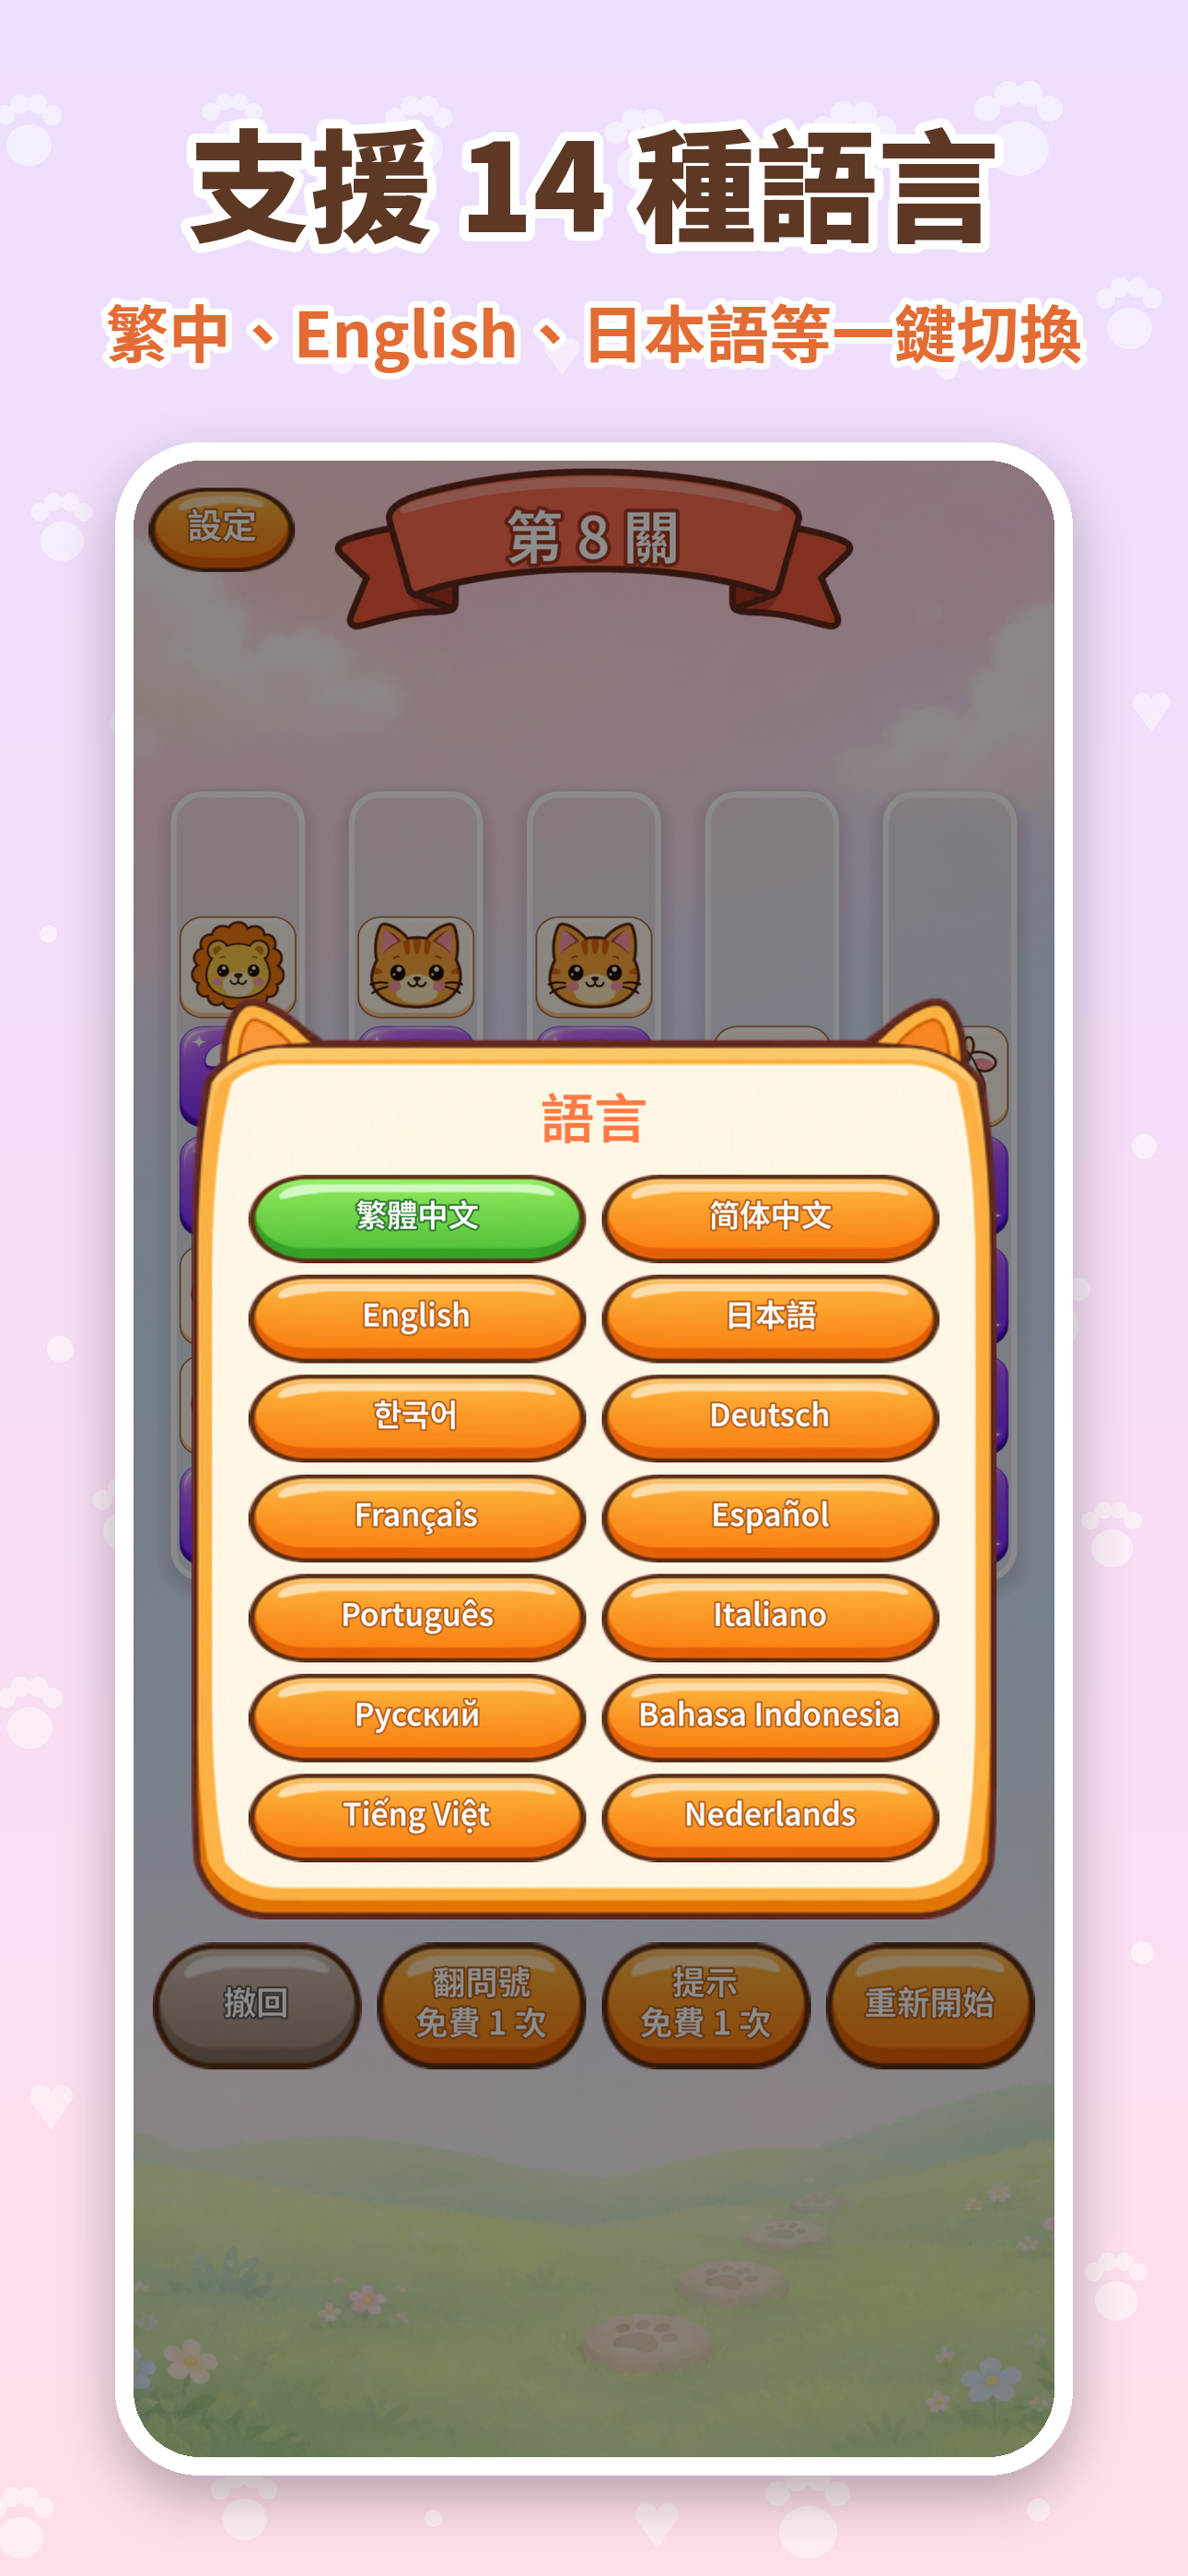 支援 14 種語言
繁中、English、日本語等一鍵切換
設定
第 8 關
語言
繁體中文
简体中文
English
日本語
한국어
Deutsch
Français
Español
Português
Italiano
Русский
Bahasa Indonesia
Tiếng Việt
Nederlands
撤回
翻問號
免費 1 次
提示
免費 1 次
重新開始